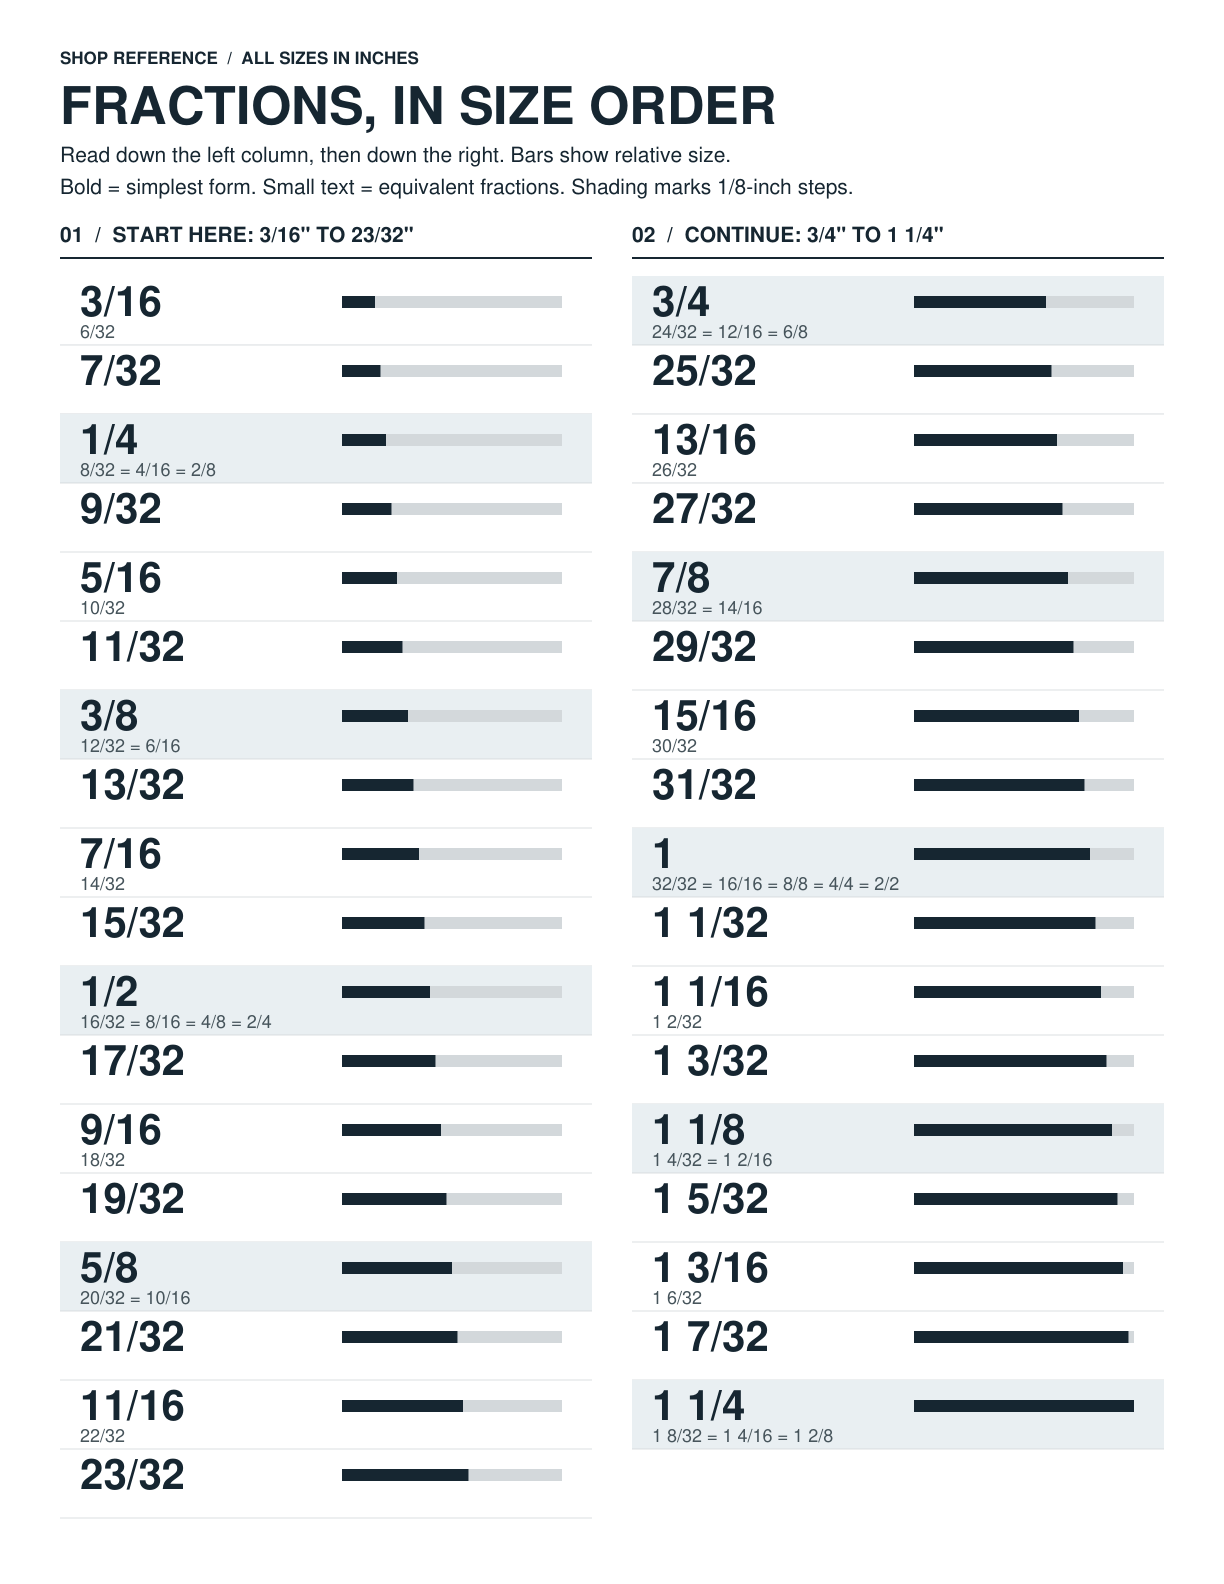 SHOP REFERENCE / ALL SIZES IN INCHES
FRACTIONS, IN SIZE ORDER
Read down the left column, then down the right. Bars show relative size.
Bold = simplest form. Small text = equivalent fractions. Shading marks 1/8-inch steps.
01 / START HERE: 3/16" TO 23/32"
3/16
6/32
7/32
1/4
8/32 = 4/16 = 2/8
9/32
5/16
10/32
11/32
3/8
12/32 = 6/16
13/32
7/16
14/32
15/32
1/2
16/32 = 8/16 = 4/8 = 2/4
17/32
9/16
18/32
19/32
5/8
20/32 = 10/16
21/32
11/16
22/32
23/32
02 / CONTINUE: 3/4" TO 1 1/4"
3/4
24/32 = 12/16 = 6/8
25/32
13/16
26/32
27/32
7/8
28/32 = 14/16
29/32
15/16
30/32
31/32
1
32/32 = 16/16 = 8/8 = 4/4 = 2/2
1 1/32
1 1/16
1 2/32
1 3/32
1 1/8
1 4/32 = 1 2/16
1 5/32
1 3/16
1 6/32
1 7/32
1 1/4
1 8/32 = 1 4/16 = 1 2/8